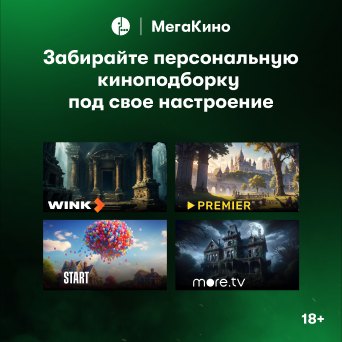 МегаКино
Забирайте персональную
киноподборку
под свое настроение
WINK
PREMIER
START
more.tv
18+